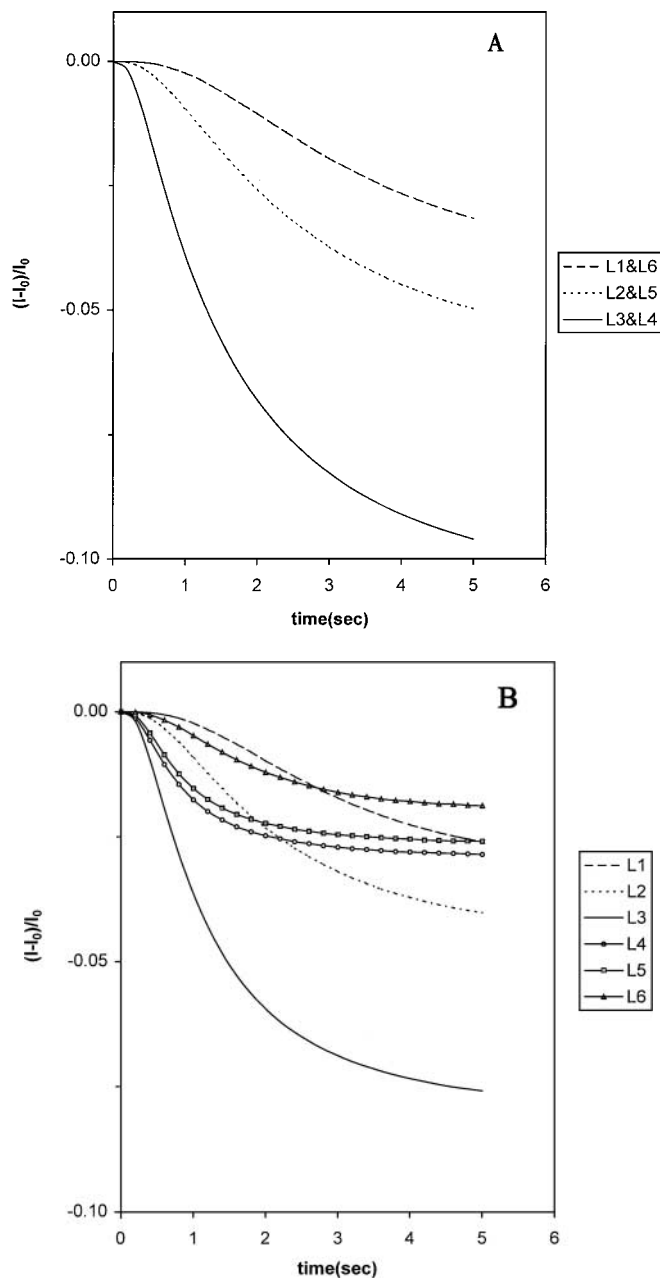 A
0.00
-0.05
-0.10
(I-I₀)/I₀
0 1 2 3 4 5 6
time(sec)
L1&L6
L2&L5
L3&L4
B
0.00
-0.05
-0.10
(I-I₀)/I₀
0 1 2 3 4 5 6
time(sec)
L1
L2
L3
L4
L5
L6